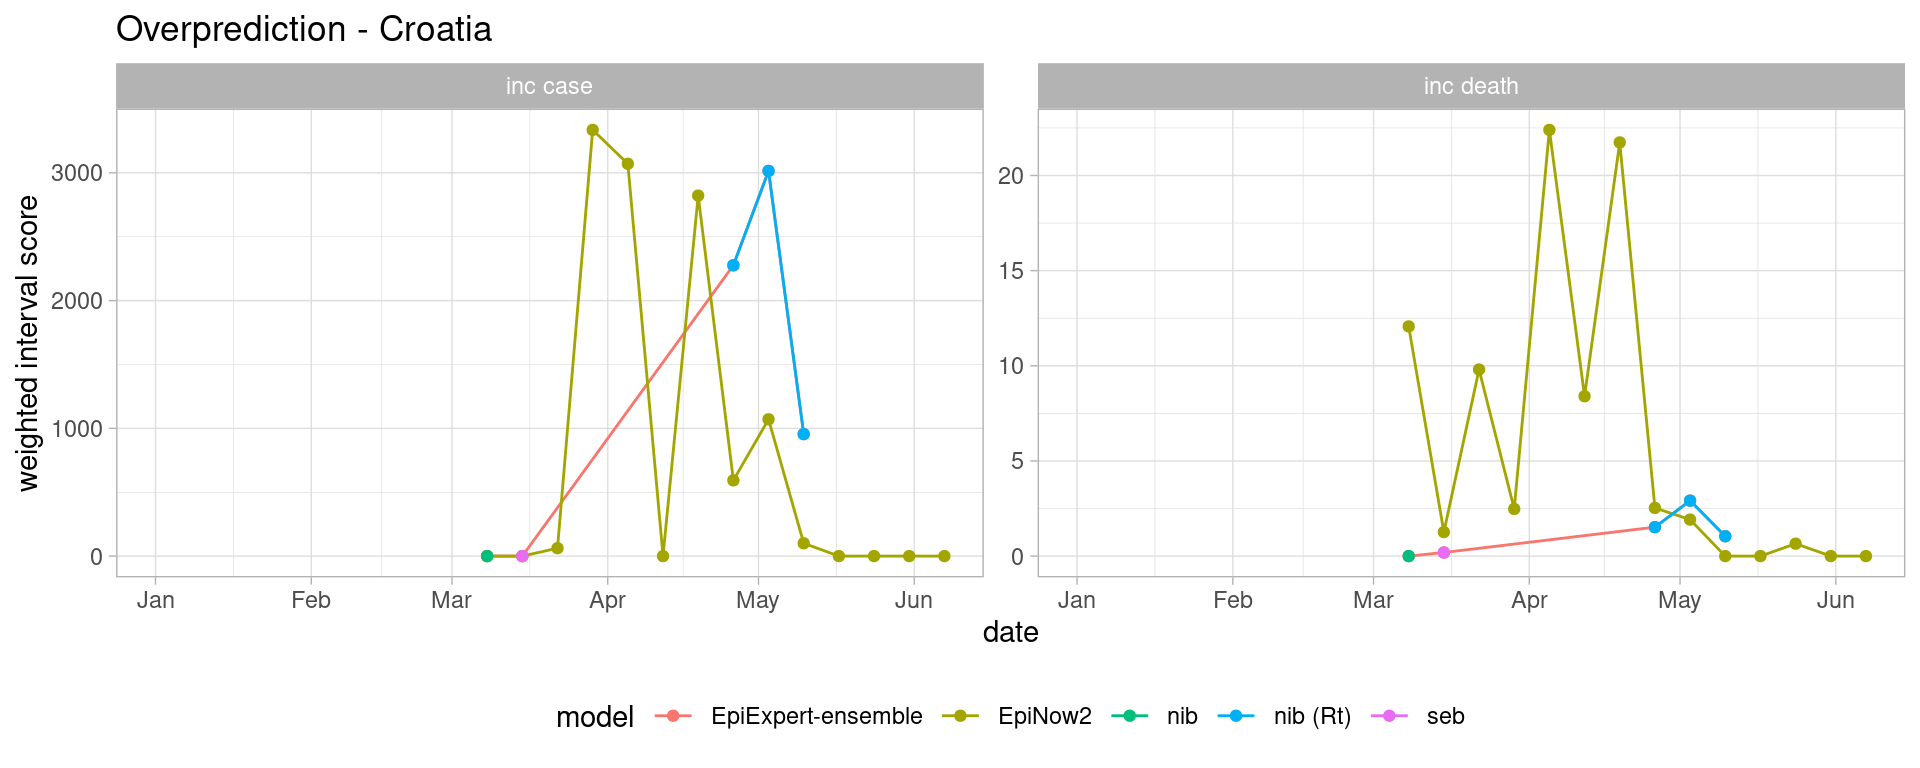 Overprediction - Croatia
inc case
inc death
weighted interval score
3000
2000
1000
0
20
15
10
5
0
Jan Feb Mar Apr May Jun
Jan Feb Mar Apr May Jun
date
model EpiExpert-ensemble EpiNow2 nib nib (Rt) seb